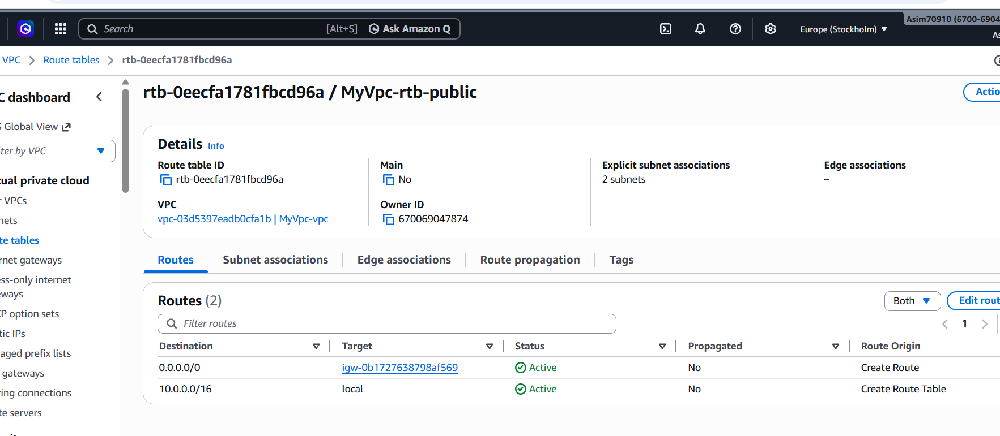 Search [Alt+S] Ask Amazon Q Europe (Stockholm) Asim70910 (6700-6904
As
VPC Route tables rtb-0eecfa1781fbcd96a
C dashboard
rtb-0eecfa1781fbcd96a / MyVpc-rtb-public
Actio
S Global View
ter by VPC
tual private cloud
r VPCs
nets
te tables
rnet gateways
ess-only internet
eways
CP option sets
tic IPs
aged prefix lists
gateways
ring connections
te servers
Details Info
Route table ID
rtb-0eecfa1781fbcd96a
Main
No
Explicit subnet associations
2 subnets
Edge associations
–
VPC
vpc-03d5397eadb0cfa1b | MyVpc-vpc
Owner ID
670069047874
Routes Subnet associations Edge associations Route propagation Tags
Routes (2)
Both Edit rout
Filter routes
1
Destination Target Status Propagated Route Origin
0.0.0.0/0 igw-0b1727638798af569 Active No Create Route
10.0.0.0/16 local Active No Create Route Table